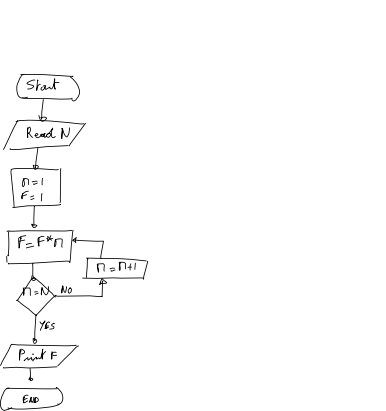 Start
Read N
n=1
F=1
F=F*n
n=n+1
n=N
NO
YES
Print F
END